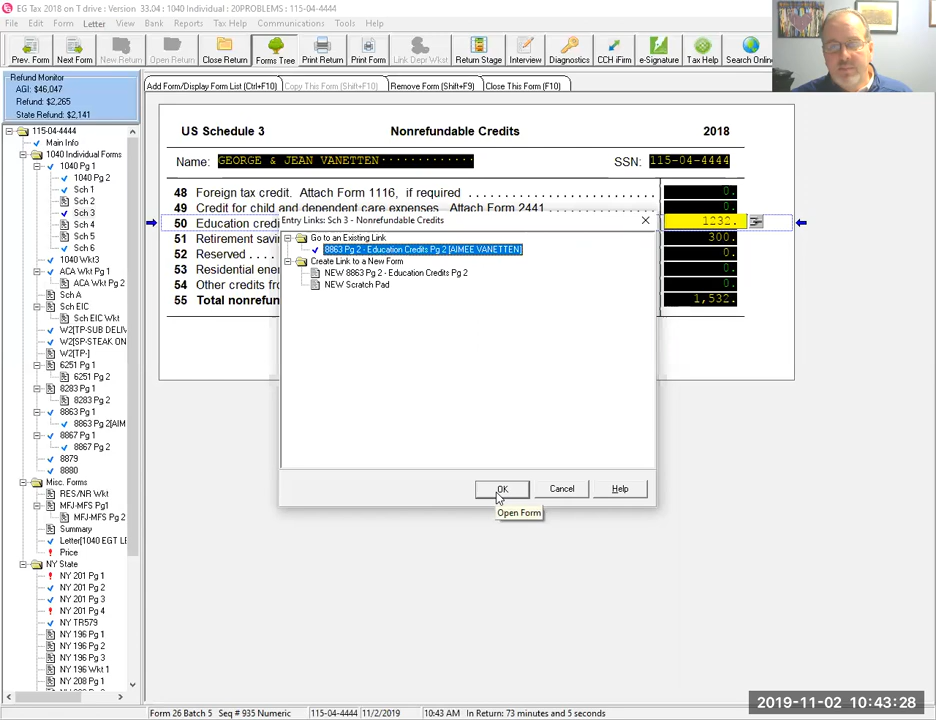 EG Tax 2018 on T drive : Version 33.04 : 1040 Individual : 20PROBLEMS : 115-04-4444
File Edit Form Letter View Bank Reports Tax Help Communications Tools Help
Prev. Form Next Form New Return Open Return Close Return Forms Tree Print Return Print Form Link Depr Wkst Return Stage Interview Diagnostics CCH iFirm e-Signature Tax Help Search Online
Refund Monitor
AGI: $46,047
Refund: $2,265
State Refund: $2,141
Add Form/Display Form List (Ctrl+F10) Copy This Form (Shift+F10) Remove Form (Shift+F9) Close This Form (F10)
115-04-4444
Main Info
1040 Individual Forms
1040 Pg 1
1040 Pg 2
Sch 1
Sch 2
Sch 3
Sch 4
Sch 5
Sch 6
1040 Wkt3
ACA Wkt Pg 1
ACA Wkt Pg 2
Sch A
Sch EIC
Sch EIC Wkt
W2[TP-SUB DELIV
W2[SP-STEAK ON
W2[TP-]
6251 Pg 1
6251 Pg 2
8283 Pg 1
8283 Pg 2
8863 Pg 1
8863 Pg 2[AIM
8867 Pg 1
8867 Pg 2
8879
8880
Misc. Forms
RES/NR Wkt
MFJ-MFS Pg1
MFJ-MFS Pg 2
Summary
Letter[1040 EGT LE
Price
NY State
NY 201 Pg 1
NY 201 Pg 2
NY 201 Pg 3
NY 201 Pg 4
NY TR579
NY 196 Pg 1
NY 196 Pg 2
NY 196 Pg 3
NY 196 Wkt 1
NY 208 Pg 1
US Schedule 3 Nonrefundable Credits 2018
Name: GEORGE & JEAN VANETTEN SSN: 115-04-4444
48 Foreign tax credit. Attach Form 1116, if required 0.
49 Credit for child and dependent care expenses. Attach Form 2441 0.
50 Education credi 1232.
51 Retirement savin 300.
52 Reserved . . . . 0.
53 Residential ene 0.
54 Other credits fro 0.
55 Total nonrefun 1,532.
Entry Links: Sch 3 - Nonrefundable Credits
Go to an Existing Link
8863 Pg 2 - Education Credits Pg 2 [AIMEE VANETTEN]
Create Link to a New Form
NEW 8863 Pg 2 - Education Credits Pg 2
NEW Scratch Pad
OK Cancel Help
Open Form
Form 26 Batch 5 Seq # 935 Numeric 115-04-4444 11/2/2019 10:43 AM In Return: 73 minutes and 5 seconds
2019-11-02 10:43:28